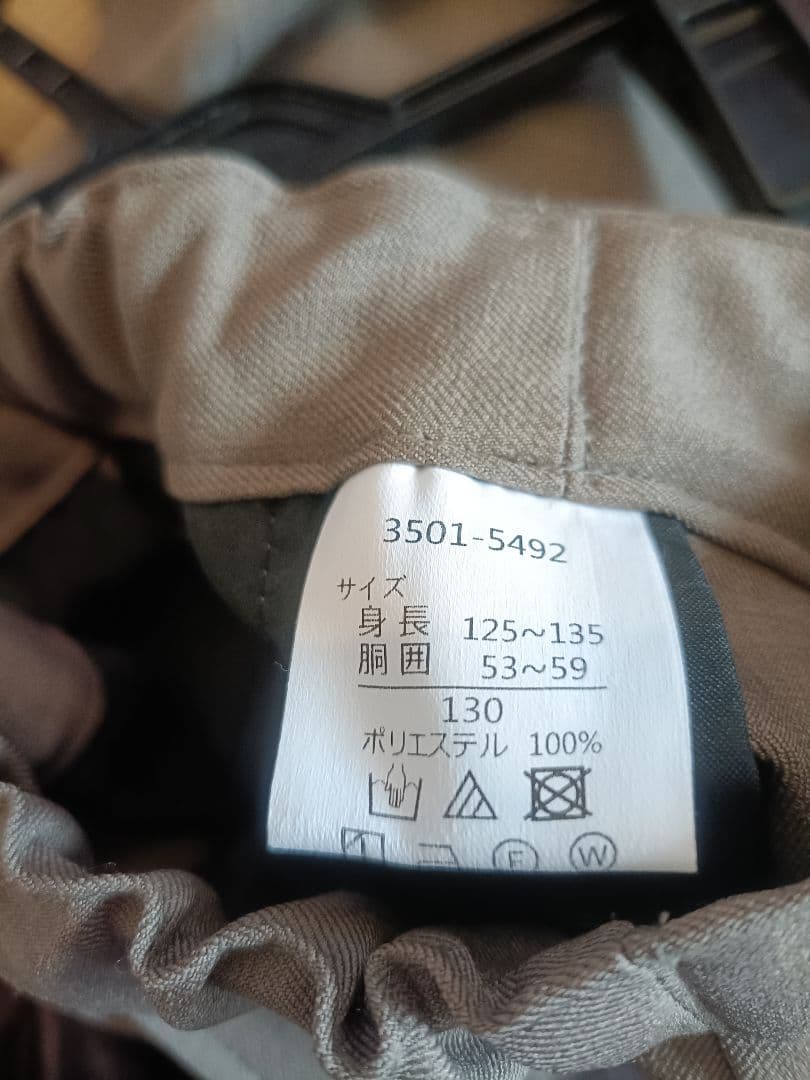 3501-5492
サイズ
身長 125～135
胴囲 53～59
130
ポリエステル 100%
F W